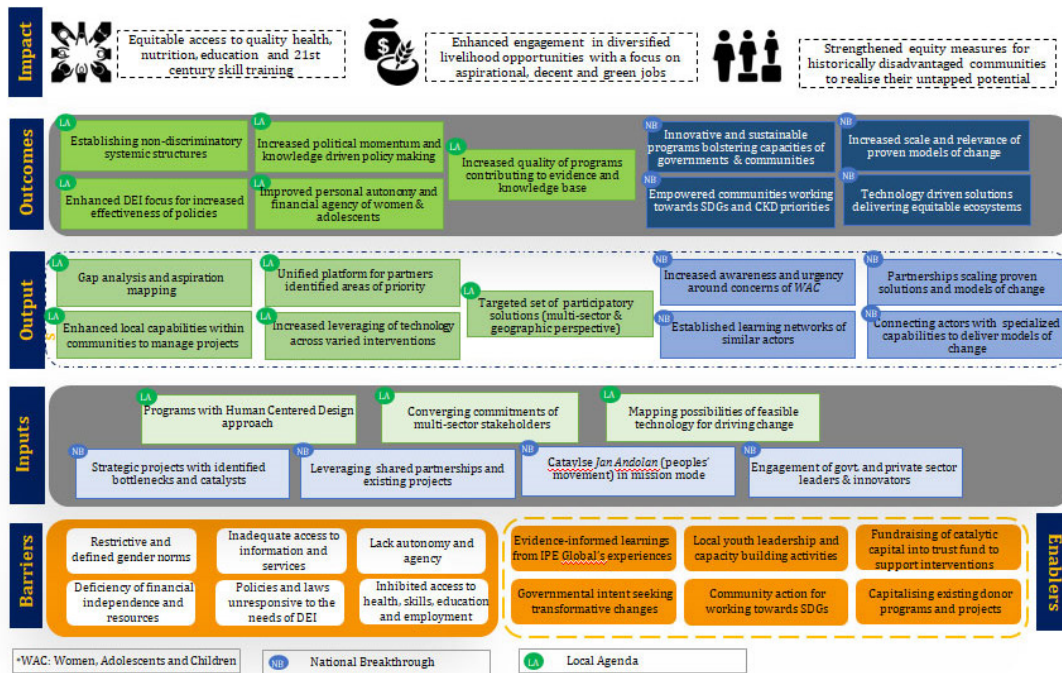 Impact
Equitable access to quality health,
nutrition, education and 21st
century skill training
Enhanced engagement in diversified
livelihood opportunities with a focus on
aspirational, decent and green jobs
Strengthened equity measures for
historically disadvantaged communities
to realise their untapped potential
Outcomes
LA
Establishing non-discriminatory
systemic structures
LA
Increased political momentum and
knowledge driven policy making
LA
Increased quality of programs
contributing to evidence and
knowledge base
NB
Innovative and sustainable
programs bolstering capacities of
governments & communities
NB
Increased scale and relevance of
proven models of change
LA
Enhanced DEI focus for increased
effectiveness of policies
LA
Improved personal autonomy and
financial agency of women &
adolescents
NB
Empowered communities working
towards SDGs and CKD priorities
NB
Technology driven solutions
delivering equitable ecosystems
Output
s
LA
Gap analysis and aspiration
mapping
LA
Unified platform for partners
identified areas of priority
LA
Targeted set of participatory
solutions (multi-sector &
geographic perspective)
NB
Increased awareness and urgency
around concerns of WAC
NB
Partnerships scaling proven
solutions and models of change
LA
Enhanced local capabilities within
communities to manage projects
LA
Increased leveraging of technology
across varied interventions
NB
Established learning networks of
similar actors
NB
Connecting actors with specialized
capabilities to deliver models of
change
Inputs
LA
Programs with Human Centered Design
approach
LA
Converging commitments of
multi-sector stakeholders
LA
Mapping possibilities of feasible
technology for driving change
NB
Strategic projects with identified
bottlenecks and catalysts
NB
Leveraging shared partnerships and
existing projects
NB
Cataylse Jan Andolan (peoples'
movement) in mission mode
NB
Engagement of govt. and private sector
leaders & innovators
Barriers
Restrictive and
defined gender norms
Inadequate access to
information and
services
Lack autonomy and
agency
Deficiency of financial
independence and
resources
Policies and laws
unresponsive to the
needs of DEI
Inhibited access to
health, skills, education
and employment
Evidence-informed learnings
from IPE Global's experiences
Local youth leadership and
capacity building activities
Fundraising of catalytic
capital into trust fund to
support interventions
Governmental intent seeking
transformative changes
Community action for
working towards SDGs
Capitalising existing donor
programs and projects
Enablers
*WAC: Women, Adolescents and Children
NB National Breakthrough
LA Local Agenda